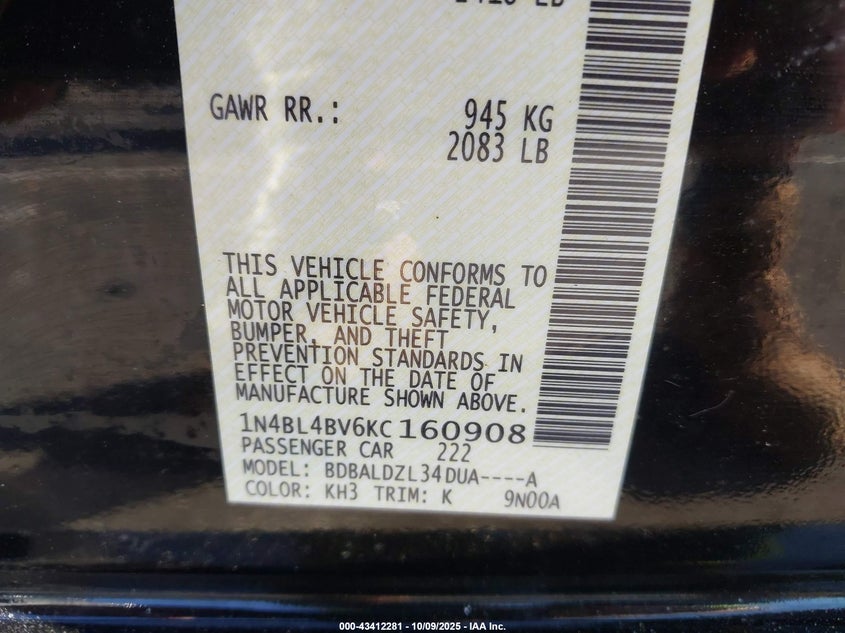 GAWR RR.: 945 KG
2083 LB
THIS VEHICLE CONFORMS TO
ALL APPLICABLE FEDERAL
MOTOR VEHICLE SAFETY,
BUMPER, AND THEFT
PREVENTION STANDARDS IN
EFFECT ON THE DATE OF
MANUFACTURE SHOWN ABOVE.
1N4BL4BV6KC160908
PASSENGER CAR 222
MODEL: BDBALDZL34DUA----A
COLOR: KH3 TRIM: K 9N00A
000-43412281 - 10/09/2025 - IAA Inc.